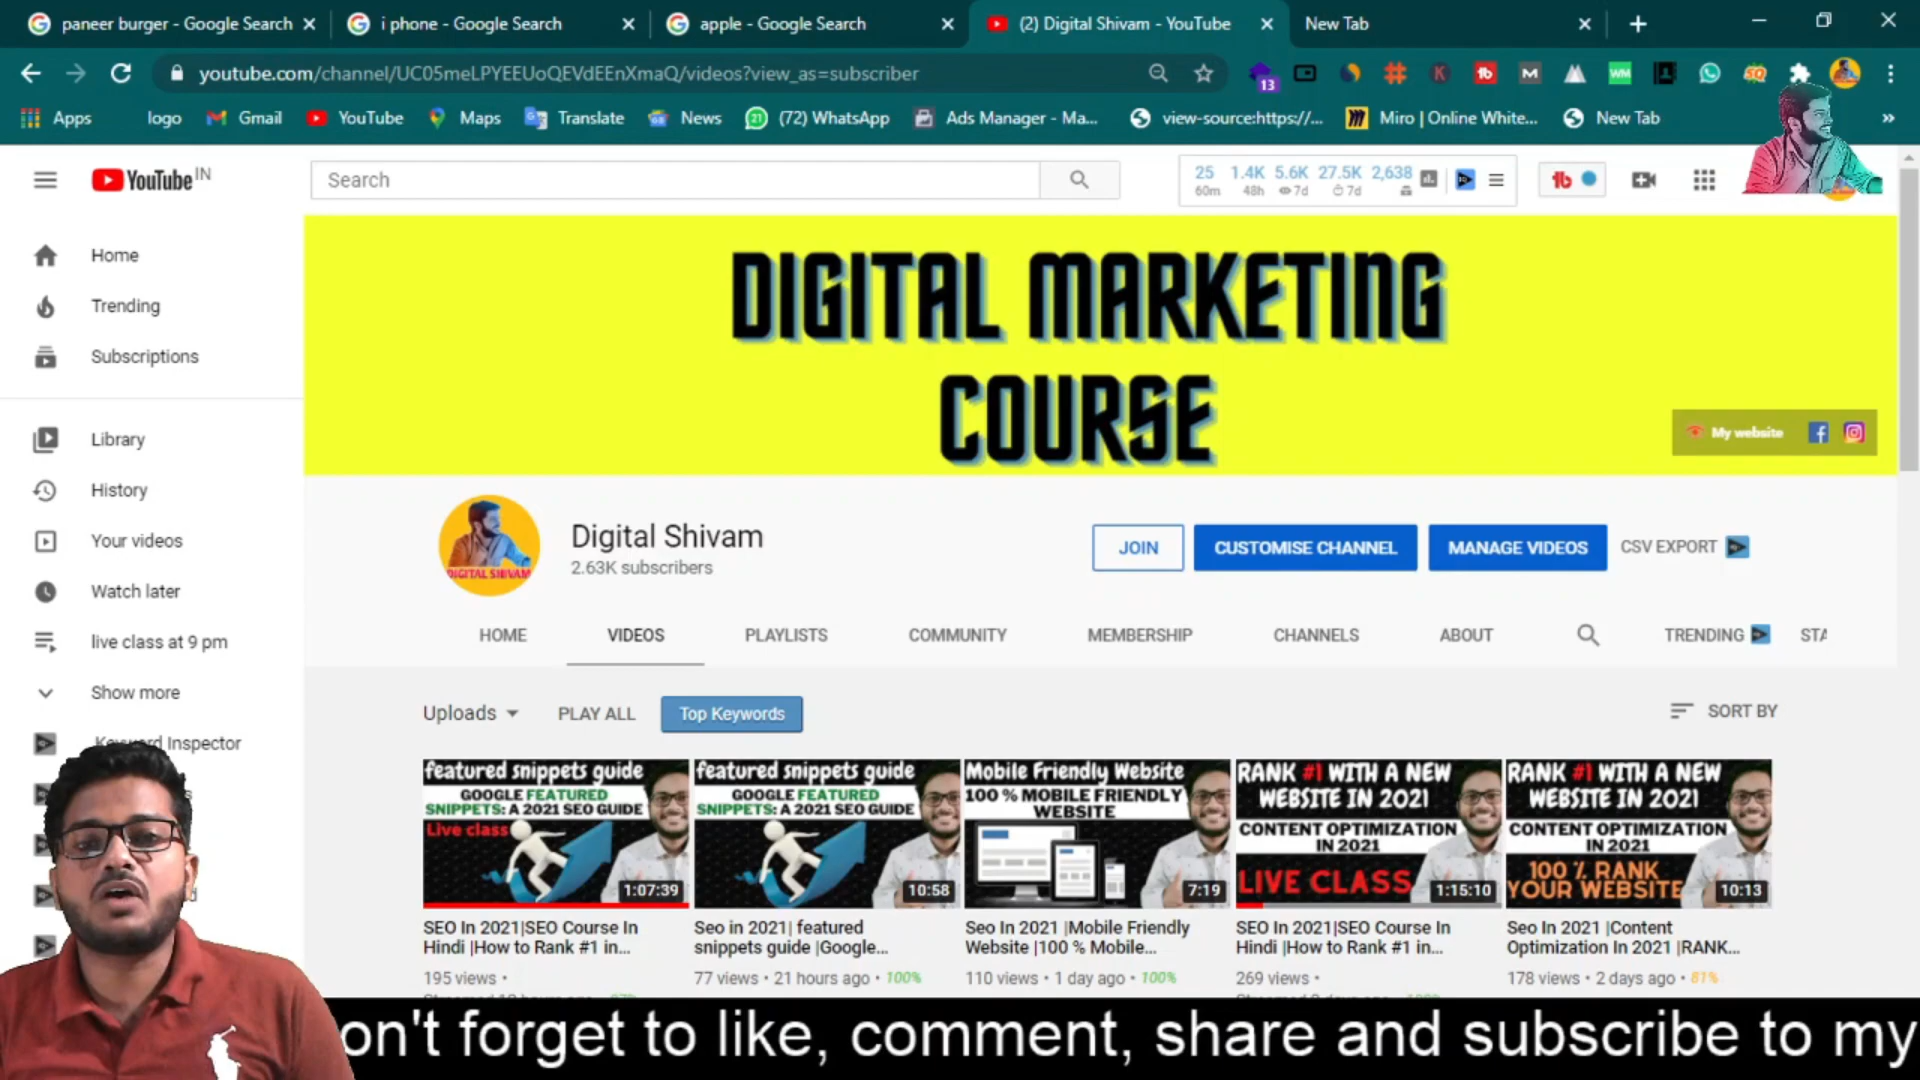 paneer burger - Google Search
i phone - Google Search
apple - Google Search
(2) Digital Shivam - YouTube
New Tab
youtube.com/channel/UC05meLPYEEUoQEVdEEnXmaQ/videos?view_as=subscriber
13
Apps
logo
Gmail
YouTube
Maps
Translate
News
(72) WhatsApp
Ads Manager - Ma...
view-source:https://...
Miro | Online White...
New Tab
YouTube IN
Search
25 1.4K 5.6K 27.5K 2,638
60m 48h 7d 7d
Home
Trending
Subscriptions
Library
History
Your videos
Watch later
live class at 9 pm
Show more
Keyword Inspector
DIGITAL MARKETING
COURSE
My website
DIGITAL SHIVAM
Digital Shivam
2.63K subscribers
JOIN
CUSTOMISE CHANNEL
MANAGE VIDEOS
CSV EXPORT
HOME
VIDEOS
PLAYLISTS
COMMUNITY
MEMBERSHIP
CHANNELS
ABOUT
TRENDING
STA
Uploads
PLAY ALL
Top Keywords
SORT BY
featured snippets guide
GOOGLE FEATURED
SNIPPETS: A 2021 SEO GUIDE
Live class
1:07:39
SEO In 2021|SEO Course In
Hindi |How to Rank #1 in...
195 views •
featured snippets guide
GOOGLE FEATURED
SNIPPETS: A 2021 SEO GUIDE
10:58
Seo in 2021| featured
snippets guide |Google...
77 views • 21 hours ago • 100%
Mobile Friendly Website
100 % MOBILE FRIENDLY
WEBSITE
7:19
Seo In 2021 |Mobile Friendly
Website |100 % Mobile...
110 views • 1 day ago • 100%
RANK #1 WITH A NEW
WEBSITE IN 2021
CONTENT OPTIMIZATION
IN 2021
LIVE CLASS
1:15:10
SEO In 2021|SEO Course In
Hindi |How to Rank #1 in...
269 views •
RANK #1 WITH A NEW
WEBSITE IN 2021
CONTENT OPTIMIZATION
IN 2021
100 % RANK
YOUR WEBSITE
10:13
Seo In 2021 |Content
Optimization In 2021 |RANK...
178 views • 2 days ago • 81%
on't forget to like, comment, share and subscribe to my